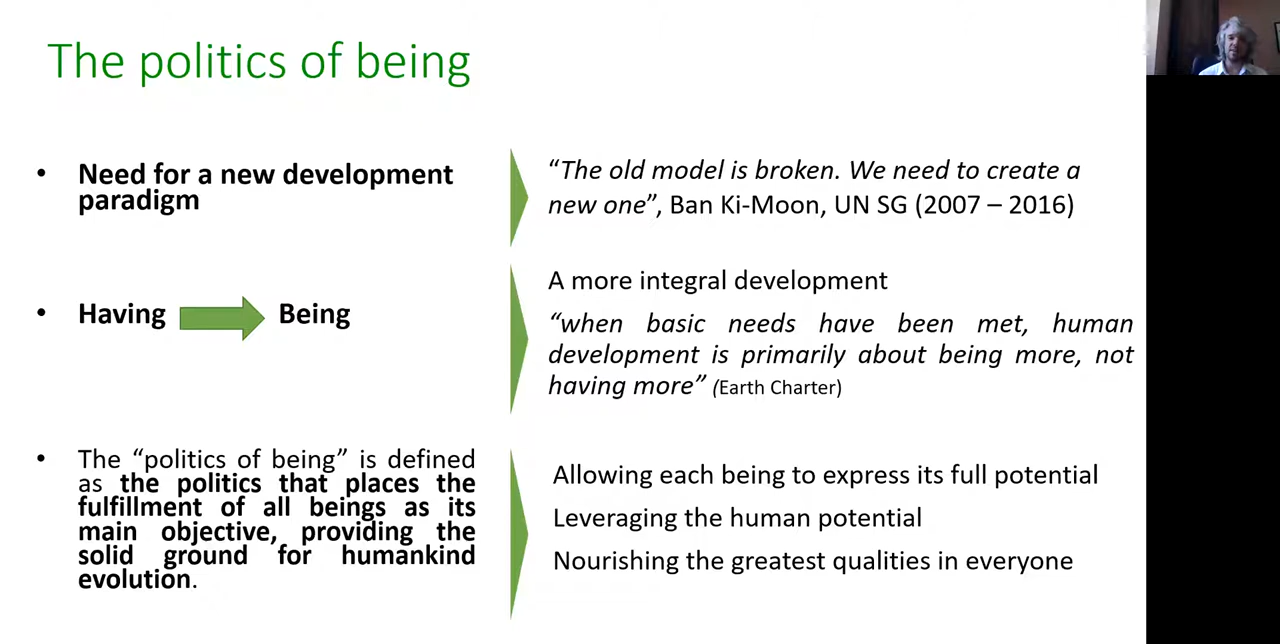 The politics of being
• Need for a new development
paradigm
“The old model is broken. We need to create a
new one”, Ban Ki-Moon, UN SG (2007 – 2016)
• Having Being
A more integral development
“when basic needs have been met, human
development is primarily about being more, not
having more” (Earth Charter)
• The “politics of being” is defined
as the politics that places the
fulfillment of all beings as its
main objective, providing the
solid ground for humankind
evolution.
Allowing each being to express its full potential
Leveraging the human potential
Nourishing the greatest qualities in everyone